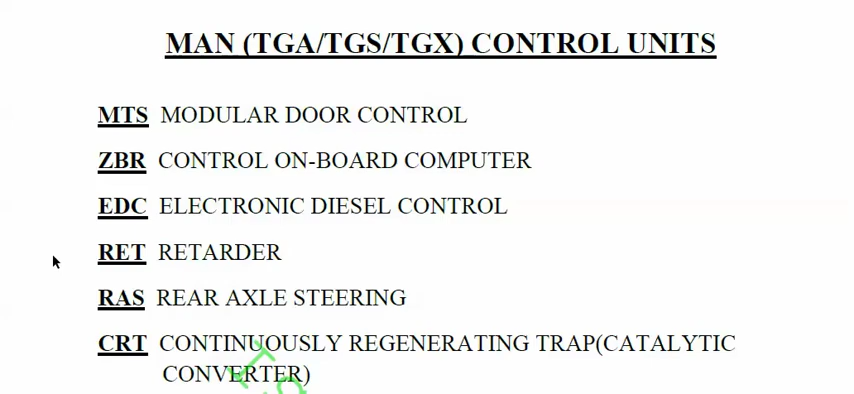 MAN (TGA/TGS/TGX) CONTROL UNITS
MTS MODULAR DOOR CONTROL
ZBR CONTROL ON-BOARD COMPUTER
EDC ELECTRONIC DIESEL CONTROL
RET RETARDER
RAS REAR AXLE STEERING
CRT CONTINUOUSLY REGENERATING TRAP(CATALYTIC
CONVERTER)